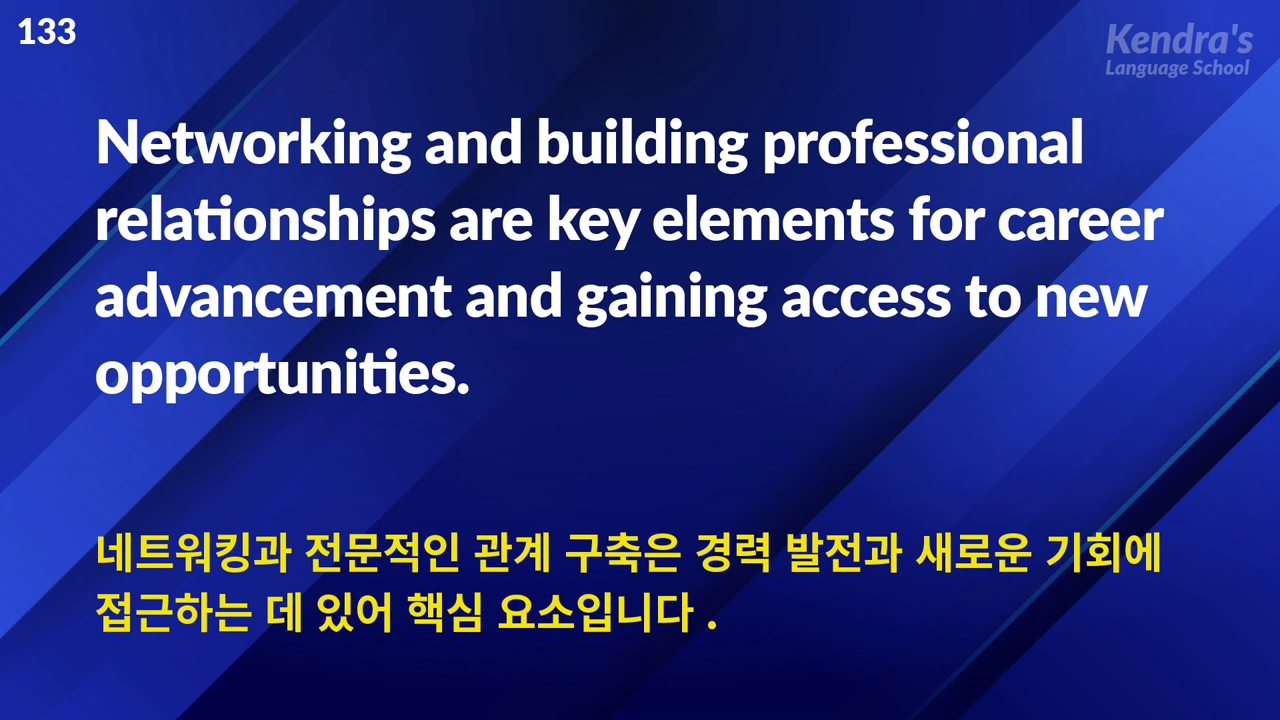 133
Kendra's
Language School
Networking and building professional
relationships are key elements for career
advancement and gaining access to new
opportunities.
네트워킹과 전문적인 관계 구축은 경력 발전과 새로운 기회에
접근하는 데 있어 핵심 요소입니다 .